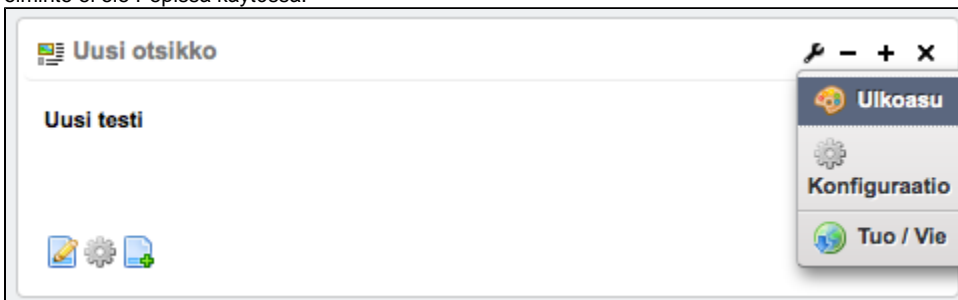 Uusi otsikko
Ulkoasu
Uusi testi
Konfiguraatio
Tuo / Vie